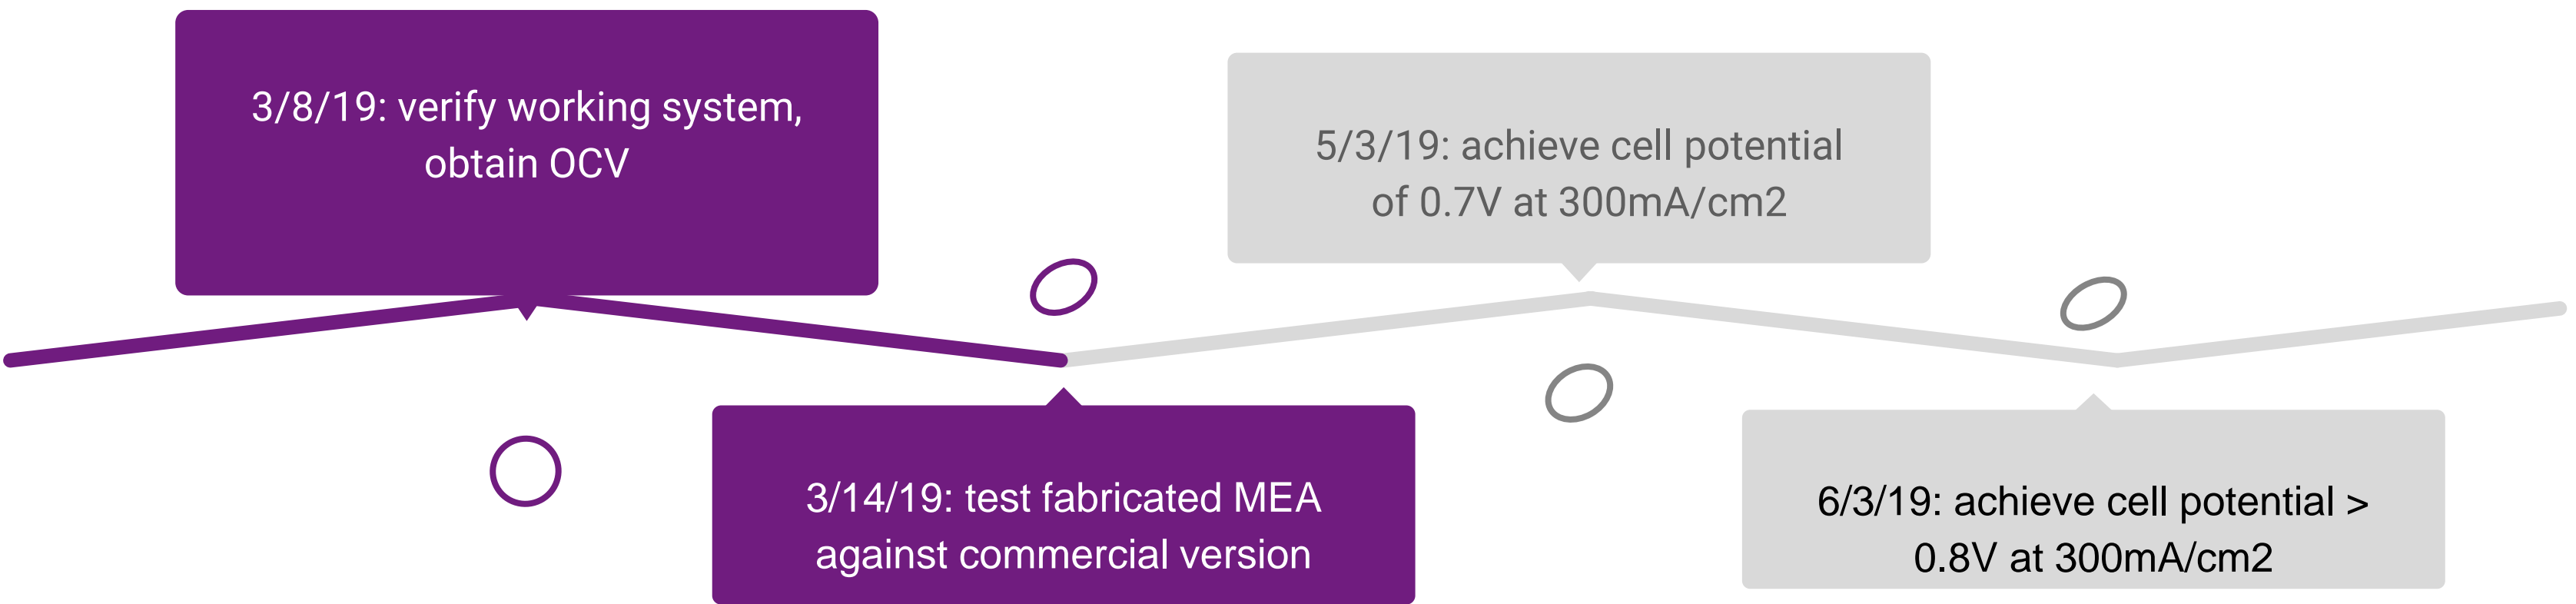 3/8/19: verify working system,
obtain OCV
3/14/19: test fabricated MEA
against commercial version
5/3/19: achieve cell potential
of 0.7V at 300mA/cm2
6/3/19: achieve cell potential >
0.8V at 300mA/cm2